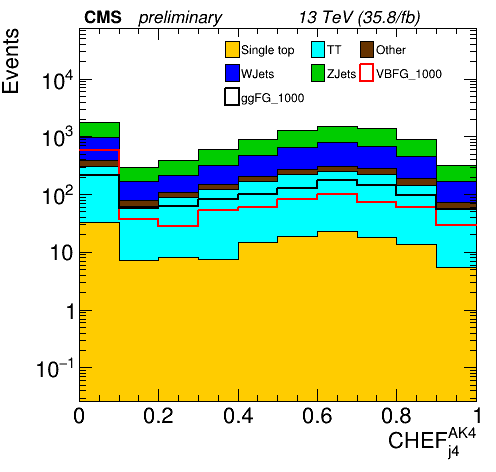 CMS preliminary 13 TeV (35.8/fb)
Events
Single top TT Other
WJets ZJets VBFG_1000
ggFG_1000
10^4
10^3
10^2
10
1
10^−1
0 0.2 0.4 0.6 0.8 1
CHEF^AK4_j4